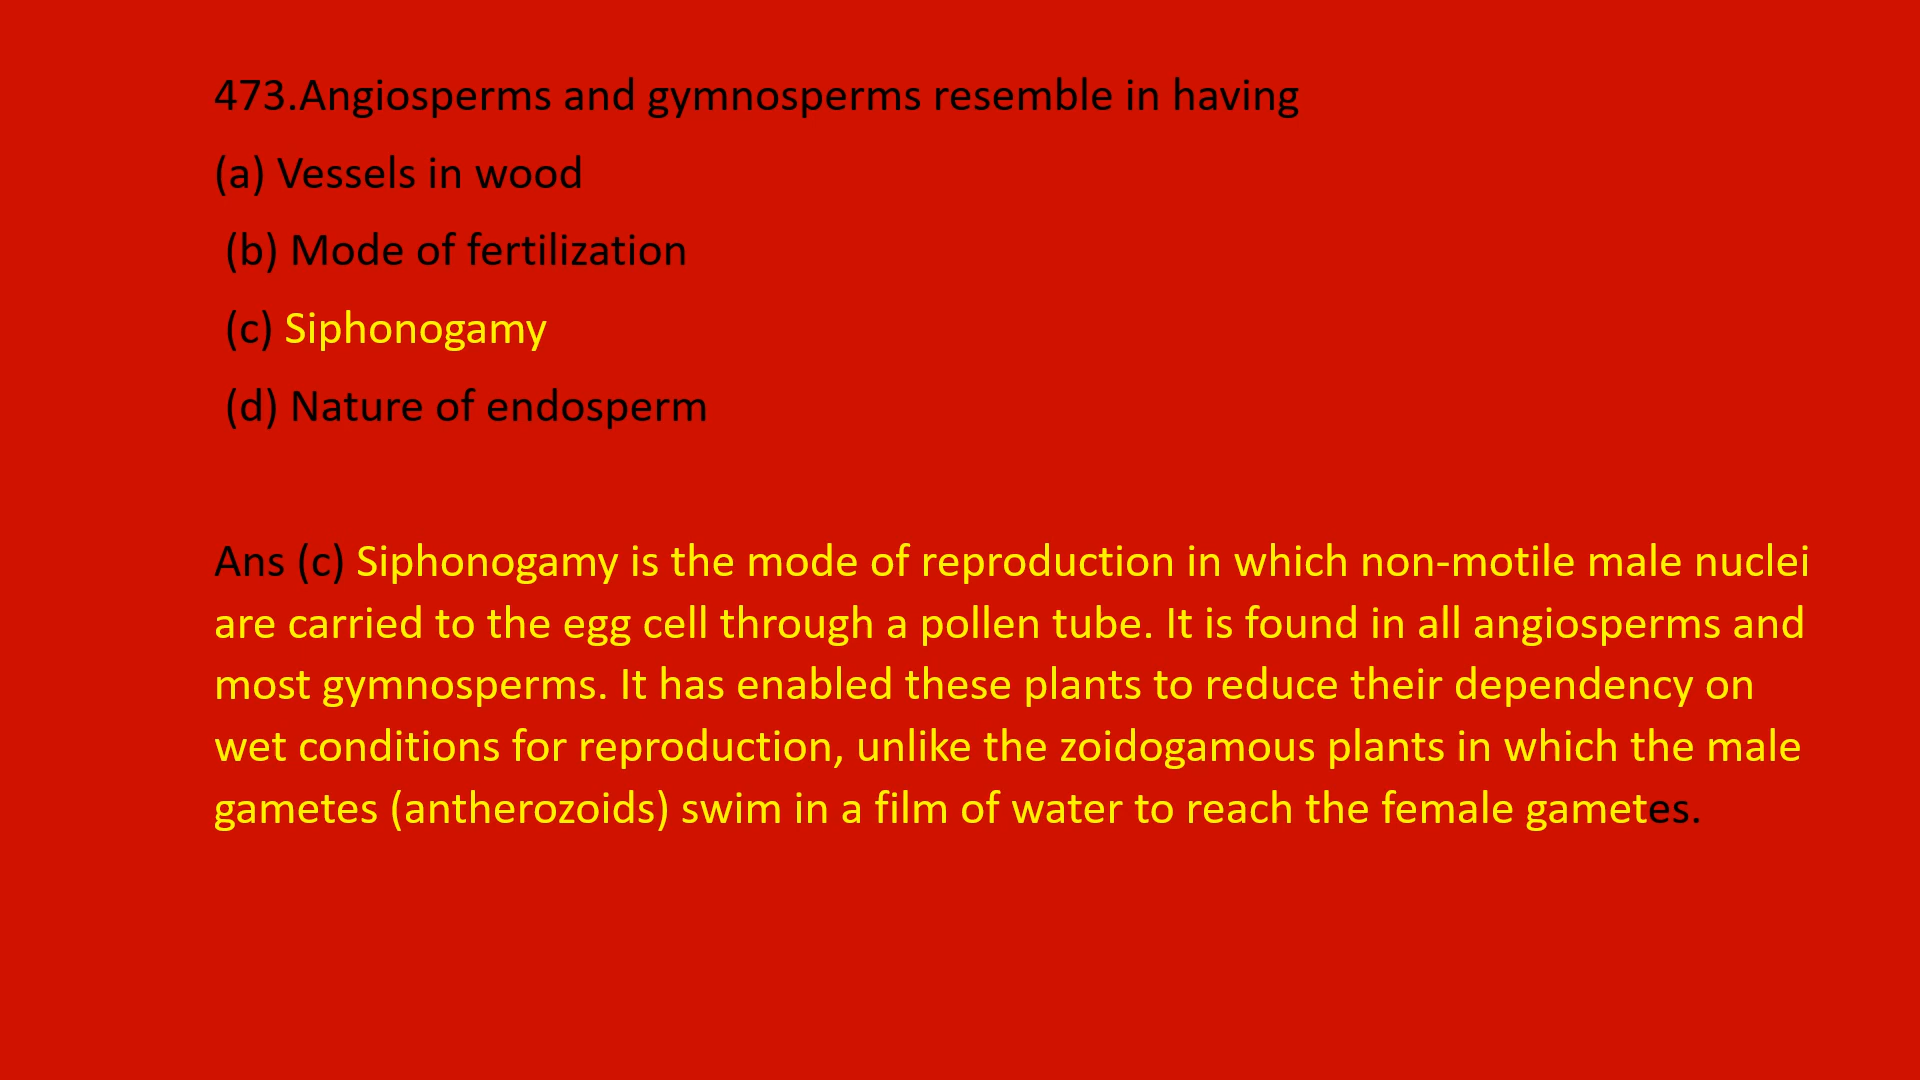 473.Angiosperms and gymnosperms resemble in having
(a) Vessels in wood
(b) Mode of fertilization
(c) Siphonogamy
(d) Nature of endosperm
Ans (c) Siphonogamy is the mode of reproduction in which non-motile male nuclei
are carried to the egg cell through a pollen tube. It is found in all angiosperms and
most gymnosperms. It has enabled these plants to reduce their dependency on
wet conditions for reproduction, unlike the zoidogamous plants in which the male
gametes (antherozoids) swim in a film of water to reach the female gametes.